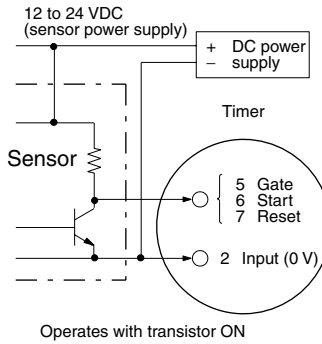 12 to 24 VDC
(sensor power supply)
+ DC power
− supply
Timer
Sensor
5 Gate
6 Start
7 Reset
2 Input (0 V)
Operates with transistor ON